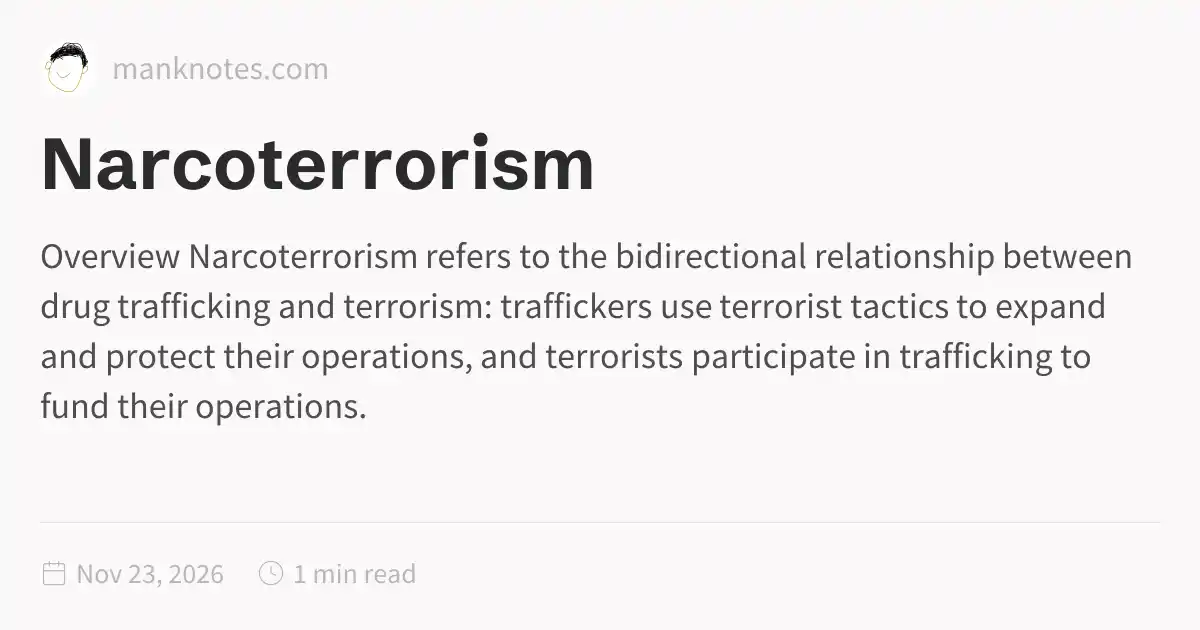 manknotes.com
Narcoterrorism
Overview Narcoterrorism refers to the bidirectional relationship between
drug trafficking and terrorism: traffickers use terrorist tactics to expand
and protect their operations, and terrorists participate in trafficking to
fund their operations.
Nov 23, 2026 1 min read